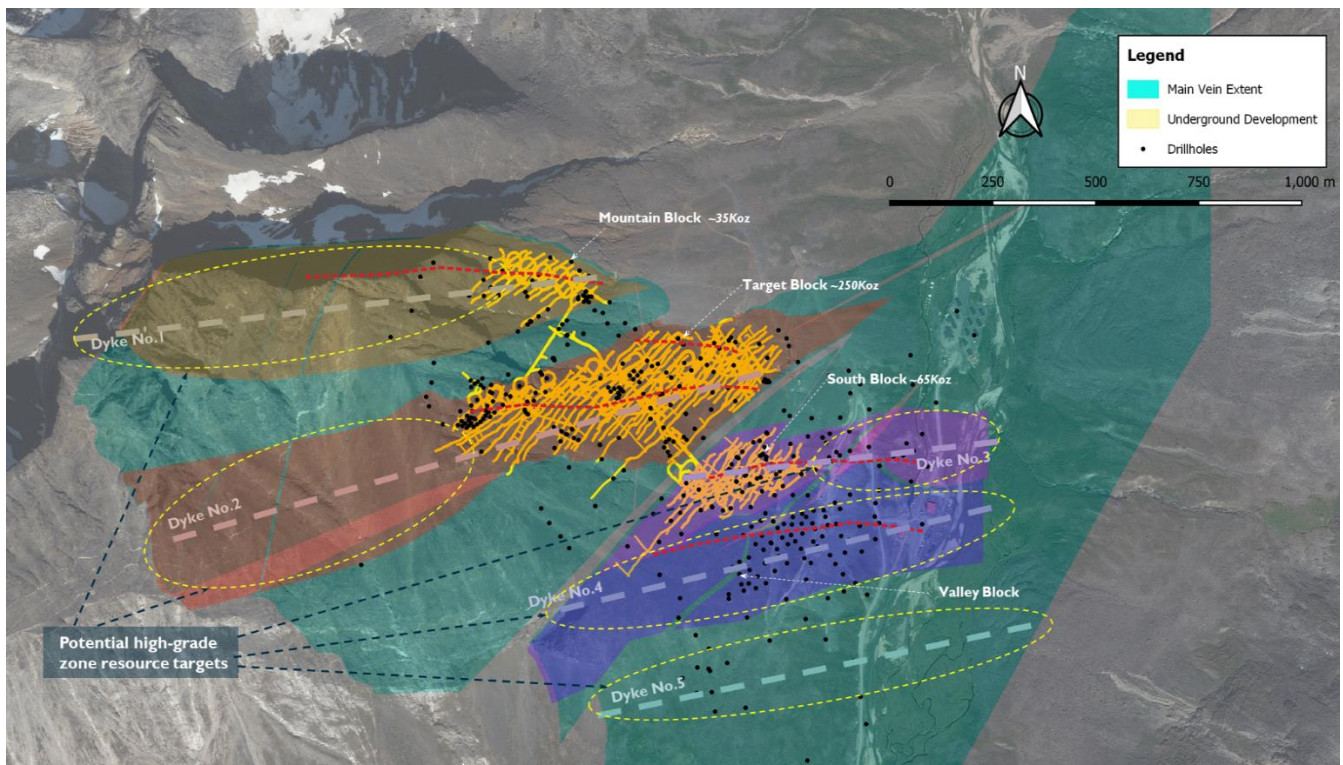 Legend
Main Vein Extent
Underground Development
Drillholes
N
0 250 500 750 1,000 m
Mountain Block ~35Koz
Target Block ~250Koz
South Block ~65Koz
Dyke No.1
Dyke No.2
Dyke No.3
Dyke No.4
Valley Block
Potential high-grade
zone resource targets
Dyke No.5